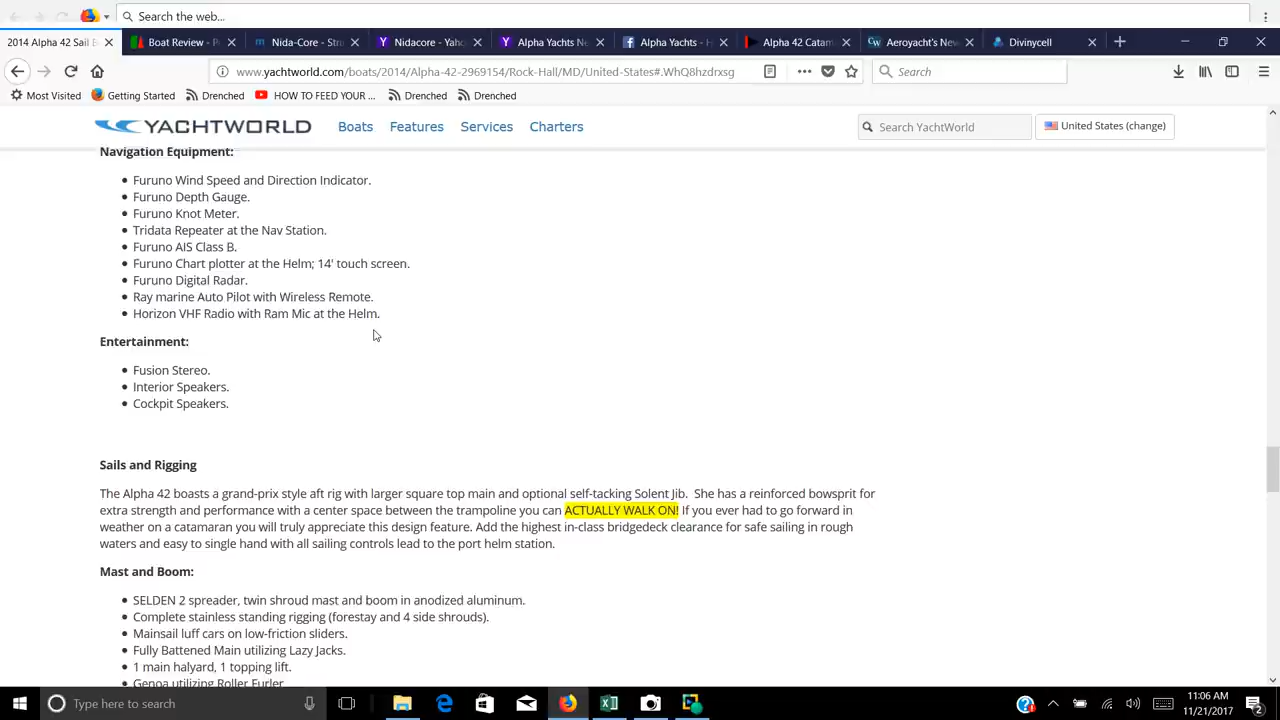 Search the web...
2014 Alpha 42 Sail B
Boat Review - P
Nida-Core - Stro
Nidacore - Yaho
Alpha Yachts Ne
Alpha Yachts - H
Alpha 42 Catam
Aeroyacht's New
Divinycell
www.yachtworld.com/boats/2014/Alpha-42-2969154/Rock-Hall/MD/United-States#.WhQ8hzdrxsg
Search
Most Visited
Getting Started
Drenched
HOW TO FEED YOUR ...
Drenched
Drenched
YACHTWORLD
Boats
Features
Services
Charters
Search YachtWorld
United States (change)
Navigation Equipment:
Furuno Wind Speed and Direction Indicator.
Furuno Depth Gauge.
Furuno Knot Meter.
Tridata Repeater at the Nav Station.
Furuno AIS Class B.
Furuno Chart plotter at the Helm; 14' touch screen.
Furuno Digital Radar.
Ray marine Auto Pilot with Wireless Remote.
Horizon VHF Radio with Ram Mic at the Helm.
Entertainment:
Fusion Stereo.
Interior Speakers.
Cockpit Speakers.
Sails and Rigging
The Alpha 42 boasts a grand-prix style aft rig with larger square top main and optional self-tacking Solent Jib. She has a reinforced bowsprit for
extra strength and performance with a center space between the trampoline you can ACTUALLY WALK ON! If you ever had to go forward in
weather on a catamaran you will truly appreciate this design feature. Add the highest in-class bridgedeck clearance for safe sailing in rough
waters and easy to single hand with all sailing controls lead to the port helm station.
Mast and Boom:
SELDEN 2 spreader, twin shroud mast and boom in anodized aluminum.
Complete stainless standing rigging (forestay and 4 side shrouds).
Mainsail luff cars on low-friction sliders.
Fully Battened Main utilizing Lazy Jacks.
1 main halyard, 1 topping lift.
Genoa utilizing Roller Furler
Type here to search
11:06 AM
11/21/2017
2